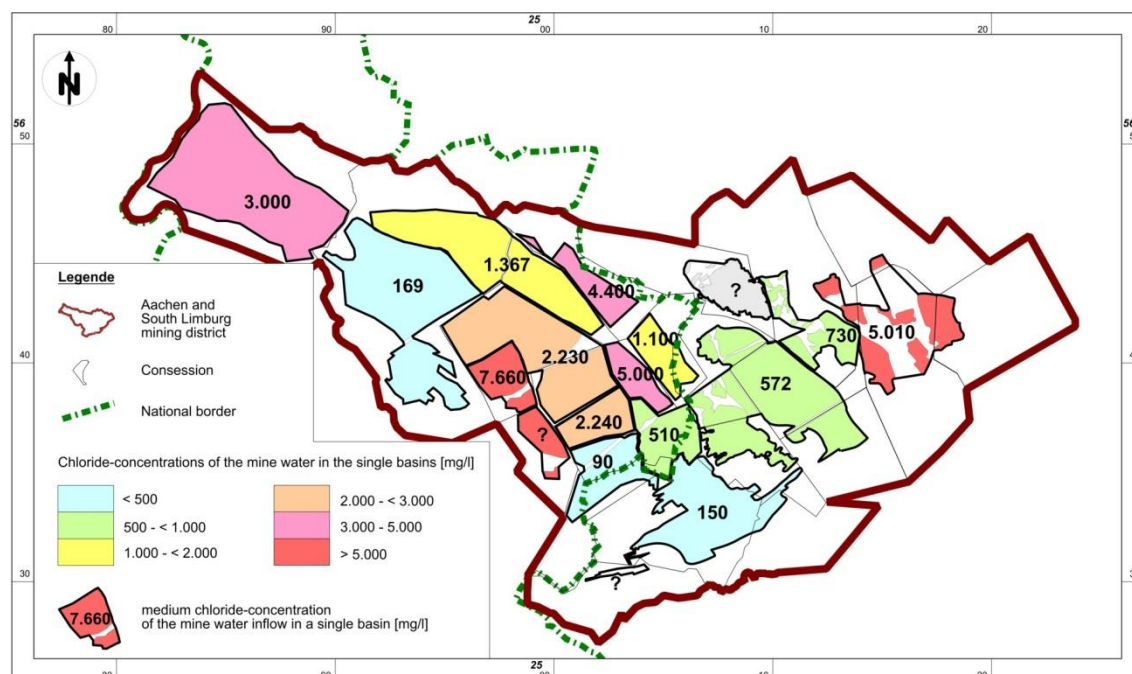 25
80
90
00
10
20
N
56
50
56
5
3.000
1.367
169
4.400
?
1.100
730
5.010
40
2.230
5.000
7.660
572
2.240
?
510
90
150
30
3
?
Legende
Aachen and
South Limburg
mining district
Consession
National border
Chloride-concentrations of the mine water in the single basins [mg/l]
< 500
2.000 - < 3.000
500 - < 1.000
3.000 - 5.000
1.000 - < 2.000
> 5.000
7.660
medium chloride-concentration
of the mine water inflow in a single basin [mg/l]
25
10
20